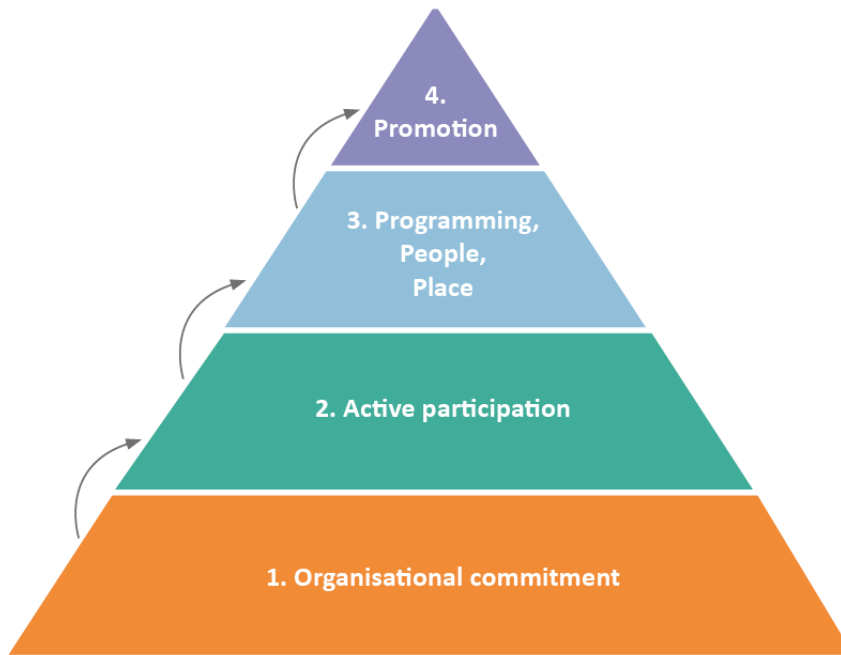 4.
Promotion
3. Programming,
People,
Place
2. Active participation
1. Organisational commitment